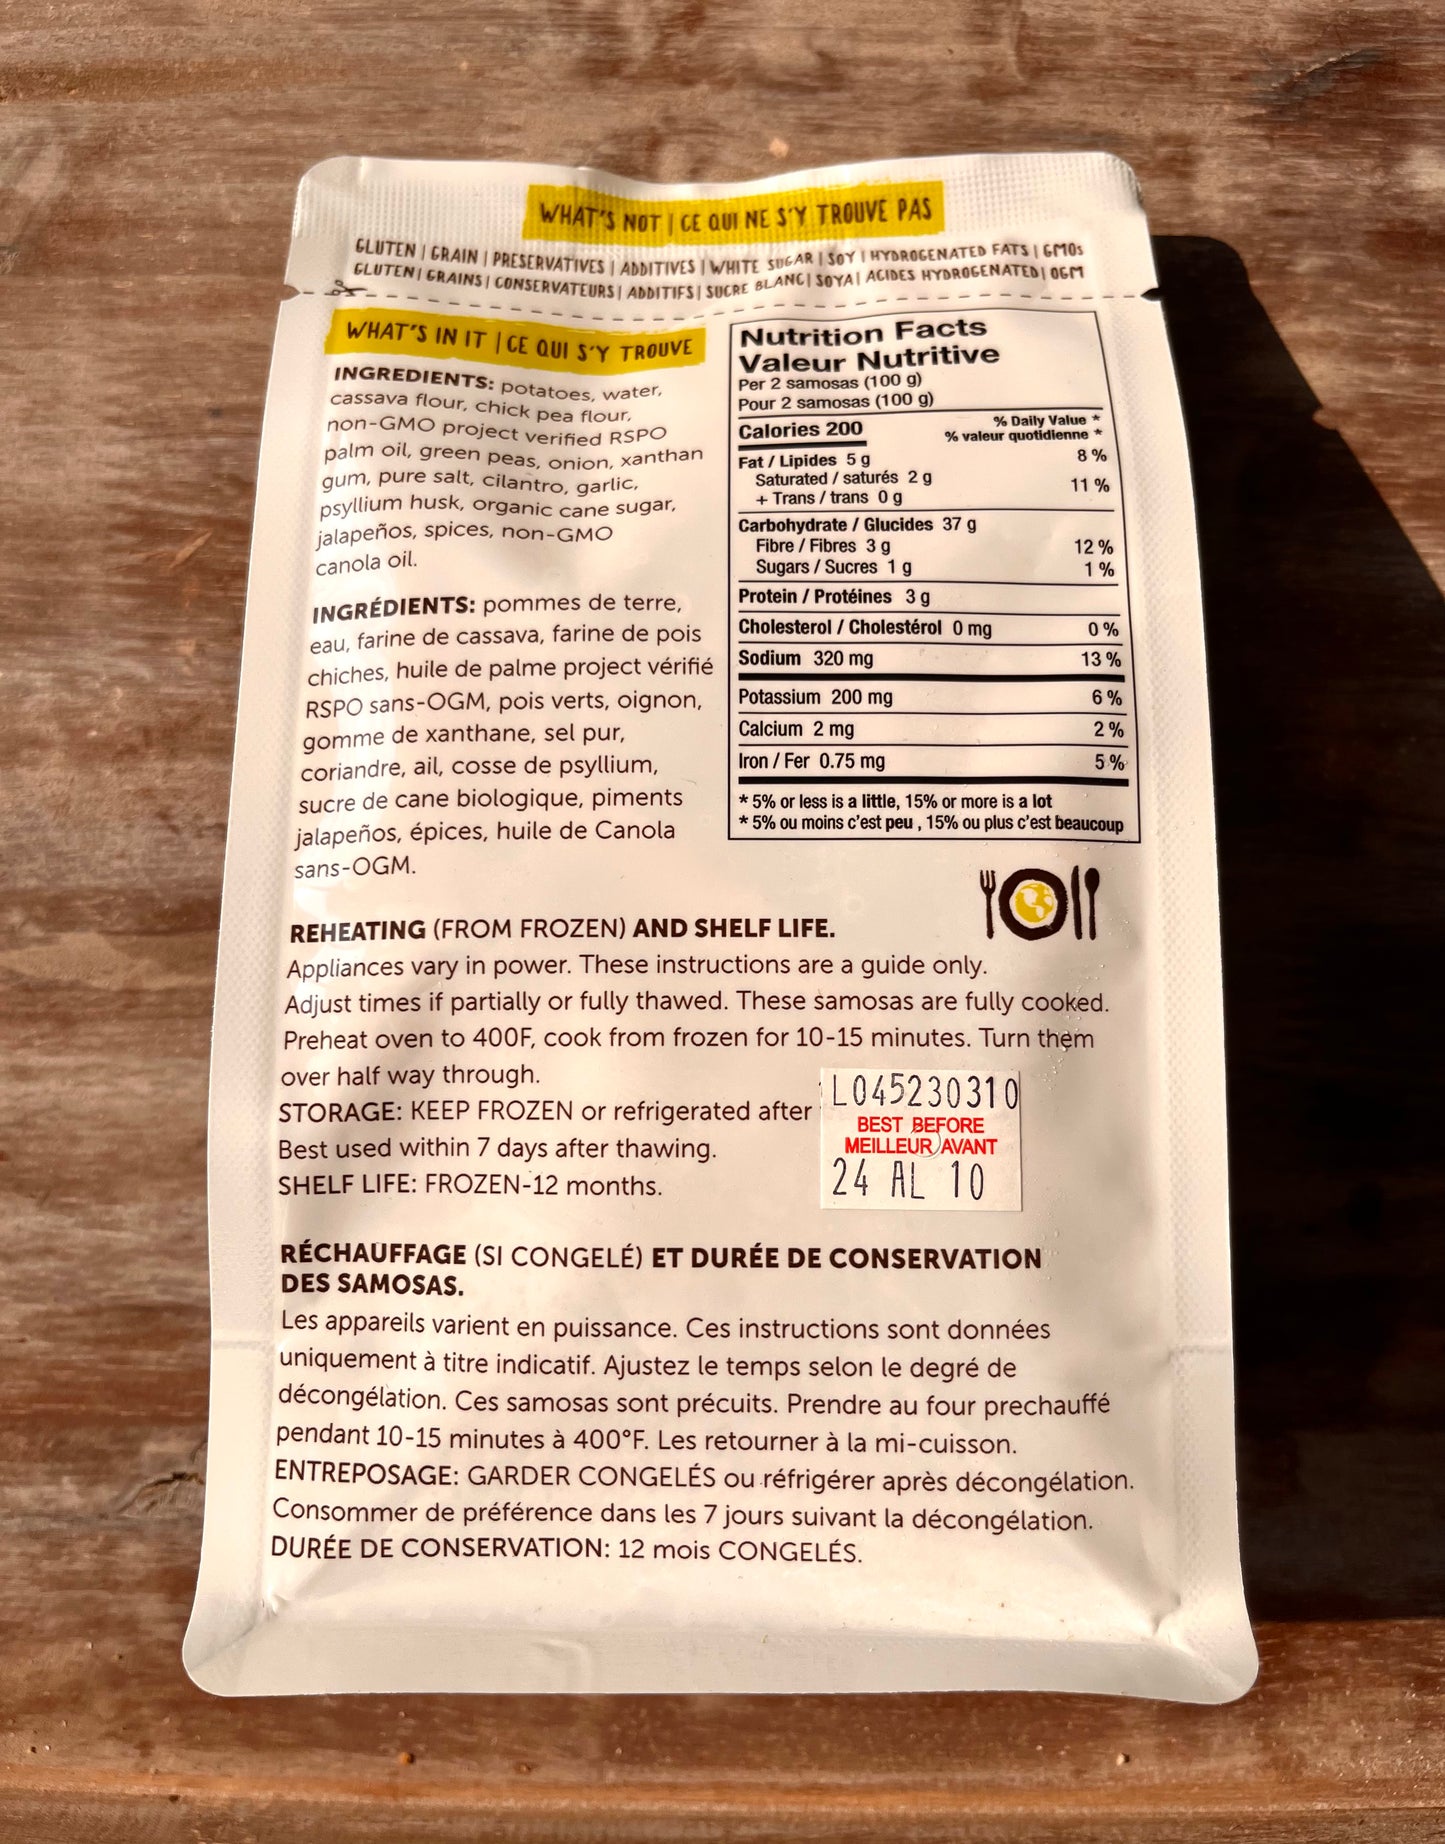 WHAT'S NOT | CE QUI NE S'Y TROUVE PAS
GLUTEN | GRAIN | PRESERVATIVES | ADDITIVES | WHITE SUGAR | SOY | HYDROGENATED FATS | GMOs
GLUTEN | GRAINS | CONSERVATEURS | ADDITIFS | SUCRE BLANC | SOYA | ACIDES HYDROGENATED | OGM
WHAT'S IN IT | CE QUI S'Y TROUVE
INGREDIENTS: potatoes, water,
cassava flour, chick pea flour,
non-GMO project verified RSPO
palm oil, green peas, onion, xanthan
gum, pure salt, cilantro, garlic,
psyllium husk, organic cane sugar,
jalapeños, spices, non-GMO
canola oil.
INGRÉDIENTS: pommes de terre,
eau, farine de cassava, farine de pois
chiches, huile de palme project vérifié
RSPO sans-OGM, pois verts, oignon,
gomme de xanthane, sel pur,
coriandre, ail, cosse de psyllium,
sucre de cane biologique, piments
jalapeños, épices, huile de Canola
sans-OGM.
Nutrition Facts
Valeur Nutritive
Per 2 samosas (100 g)
Pour 2 samosas (100 g)
Calories 200
% Daily Value *
% valeur quotidienne *
Fat / Lipides 5 g 8 %
Saturated / saturés 2 g
+ Trans / trans 0 g 11 %
Carbohydrate / Glucides 37 g
Fibre / Fibres 3 g 12 %
Sugars / Sucres 1 g 1 %
Protein / Protéines 3 g
Cholesterol / Cholestérol 0 mg 0 %
Sodium 320 mg 13 %
Potassium 200 mg 6 %
Calcium 2 mg 2 %
Iron / Fer 0.75 mg 5 %
* 5% or less is a little, 15% or more is a lot
* 5% ou moins c'est peu , 15% ou plus c'est beaucoup
REHEATING (FROM FROZEN) AND SHELF LIFE.
Appliances vary in power. These instructions are a guide only.
Adjust times if partially or fully thawed. These samosas are fully cooked.
Preheat oven to 400F, cook from frozen for 10-15 minutes. Turn them
over half way through.
STORAGE: KEEP FROZEN or refrigerated after
Best used within 7 days after thawing.
SHELF LIFE: FROZEN-12 months.
L045230310
BEST BEFORE
MEILLEUR AVANT
24 AL 10
RÉCHAUFFAGE (SI CONGELÉ) ET DURÉE DE CONSERVATION
DES SAMOSAS.
Les appareils varient en puissance. Ces instructions sont données
uniquement à titre indicatif. Ajustez le temps selon le degré de
décongélation. Ces samosas sont précuits. Prendre au four prechauffé
pendant 10-15 minutes à 400°F. Les retourner à la mi-cuisson.
ENTREPOSAGE: GARDER CONGELÉS ou réfrigérer après décongélation.
Consommer de préférence dans les 7 jours suivant la décongélation.
DURÉE DE CONSERVATION: 12 mois CONGELÉS.